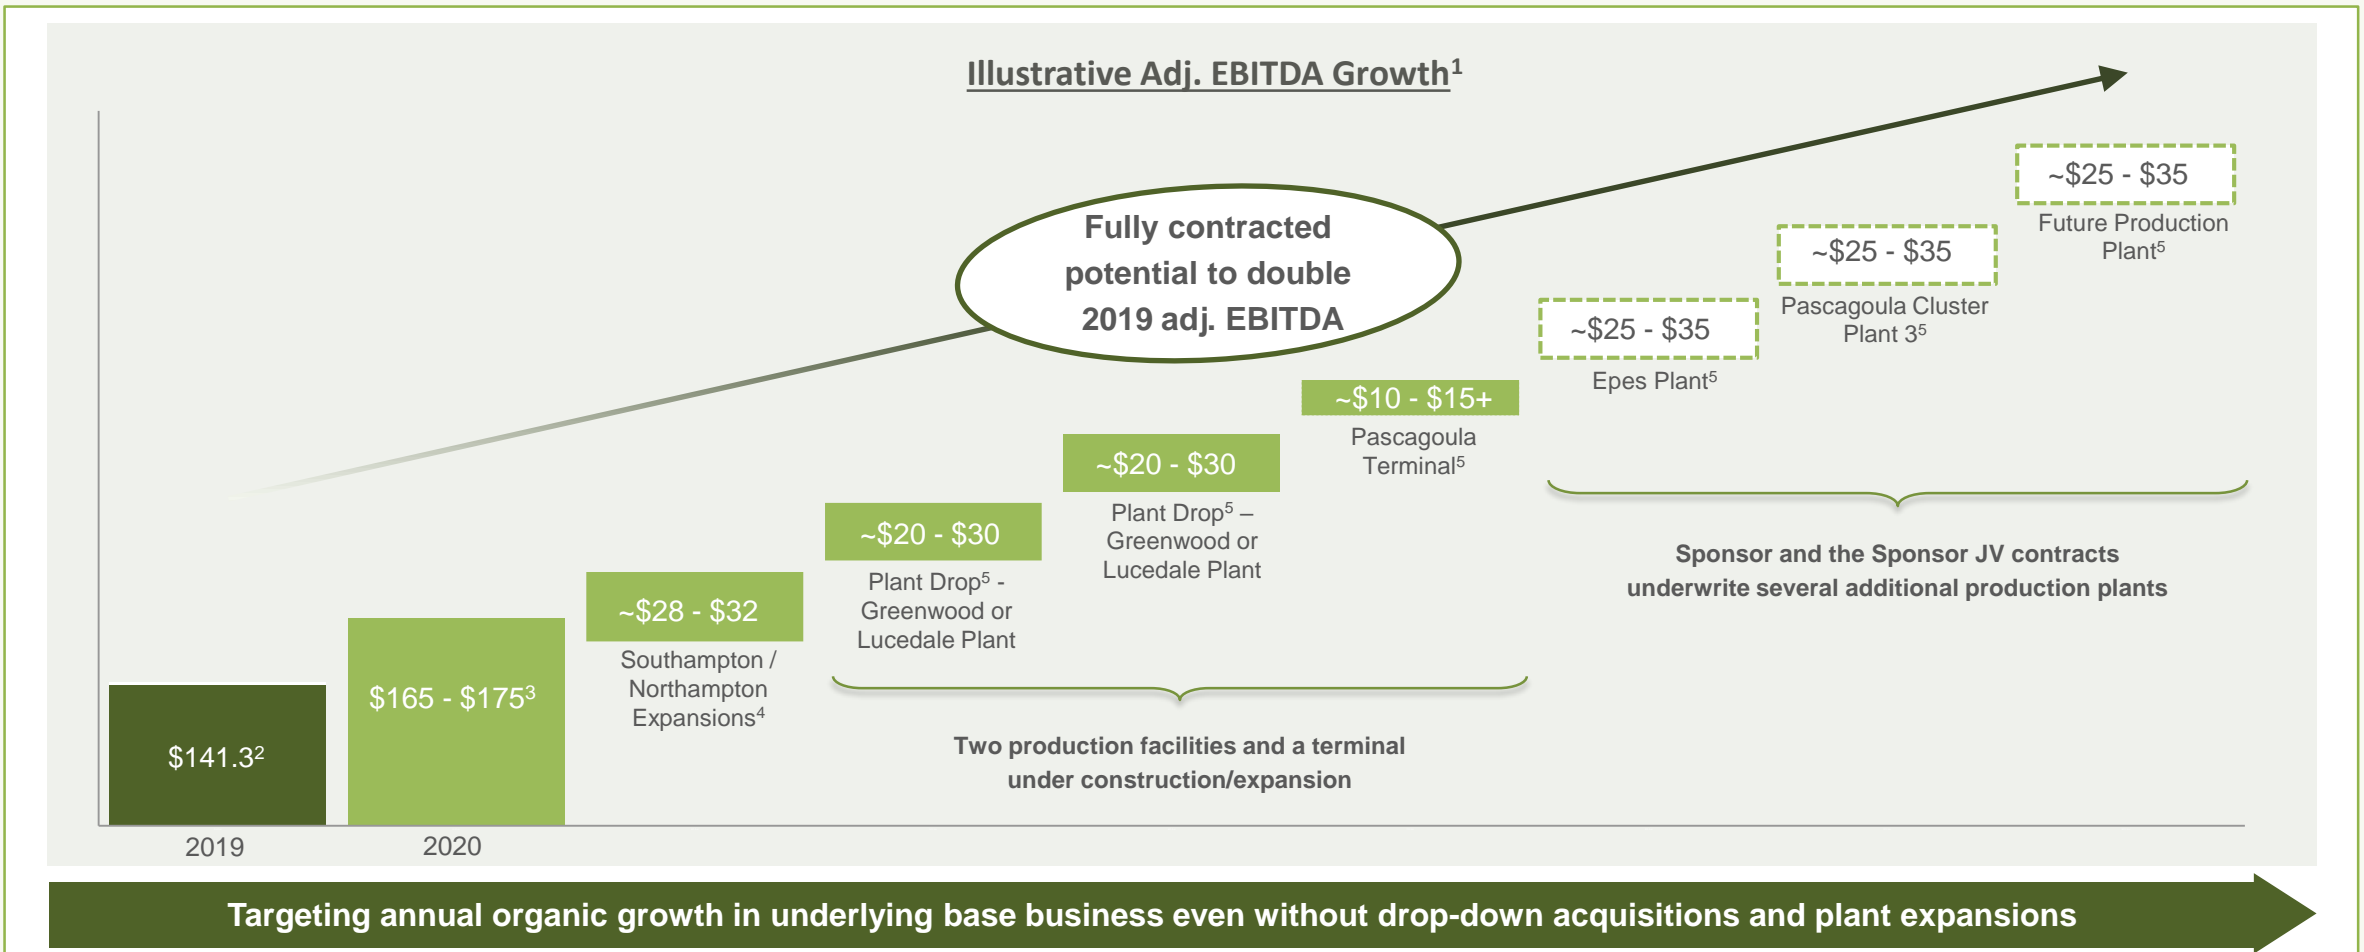 Illustrative Adj. EBITDA Growth¹
Fully contracted
potential to double
2019 adj. EBITDA
$141.3²
2019
$165 - $175³
2020
~$28 - $32
Southampton /
Northampton
Expansions⁴
~$20 - $30
Plant Drop⁵ -
Greenwood or
Lucedale Plant
~$20 - $30
Plant Drop⁵ –
Greenwood or
Lucedale Plant
~$10 - $15+
Pascagoula
Terminal⁵
Two production facilities and a terminal
under construction/expansion
~$25 - $35
Epes Plant⁵
~$25 - $35
Pascagoula Cluster
Plant 3⁵
~$25 - $35
Future Production
Plant⁵
Sponsor and the Sponsor JV contracts
underwrite several additional production plants
Targeting annual organic growth in underlying base business even without drop-down acquisitions and plant expansions